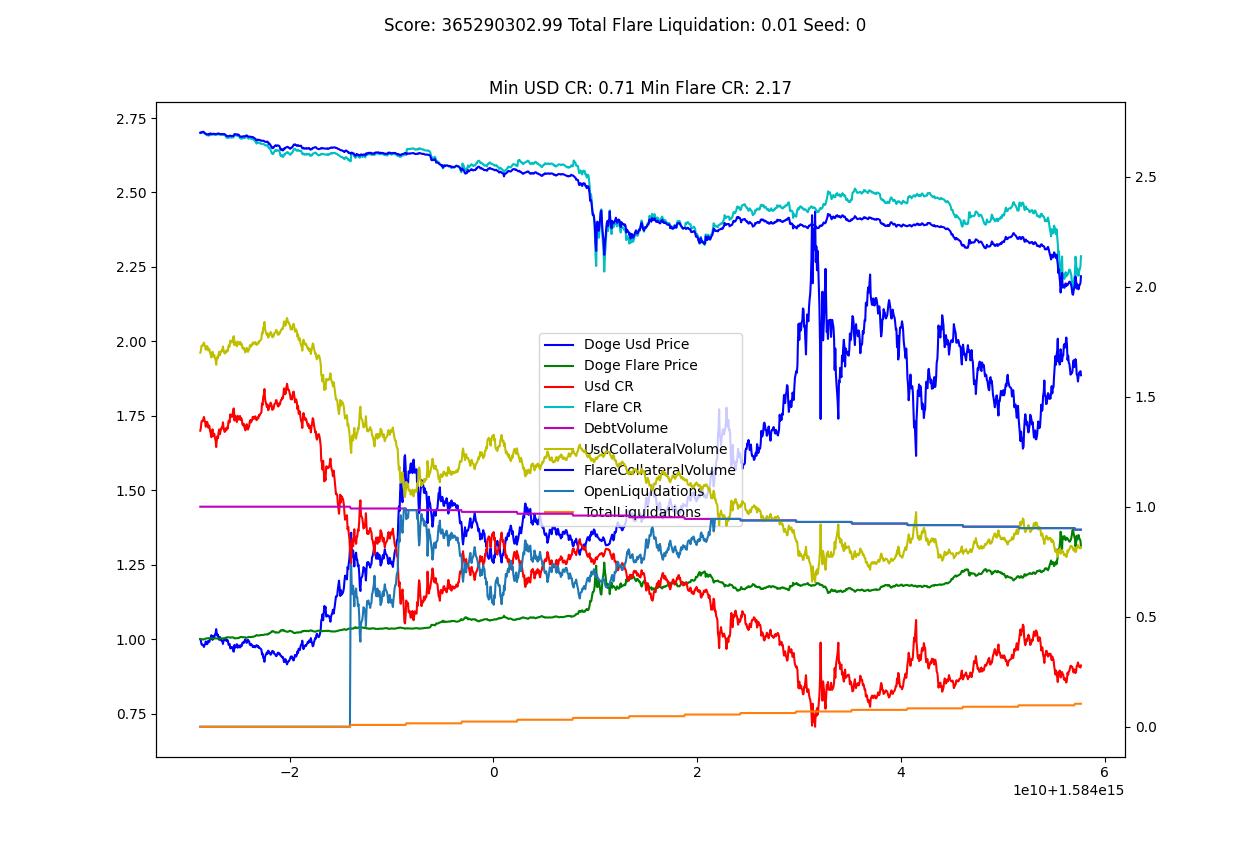 Score: 365290302.99 Total Flare Liquidation: 0.01 Seed: 0
Min USD CR: 0.71 Min Flare CR: 2.17
2.75
2.50
2.25
2.00
1.75
1.50
1.25
1.00
0.75
2.5
2.0
1.5
1.0
0.5
0.0
Doge Usd Price
Doge Flare Price
Usd CR
Flare CR
DebtVolume
UsdCollateralVolume
FlareCollateralVolume
OpenLiquidations
TotalLiquidations
−2 0 2 4 6
1e10+1.584e15